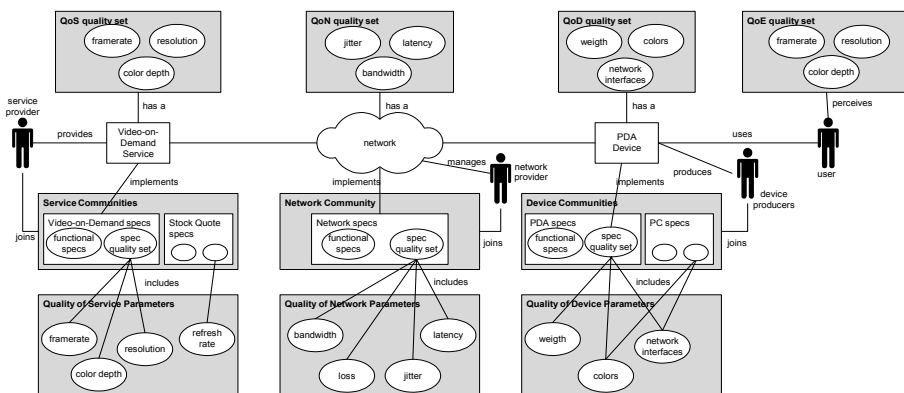 QoS quality set
framerate
resolution
color depth
QoN quality set
jitter
latency
bandwidth
QoD quality set
weigth
colors
network
interfaces
QoE quality set
framerate
resolution
color depth
has a
has a
has a
perceives
service
provider
provides
Video-on-
Demand
Service
network
PDA
Device
uses
user
manages
network
provider
produces
device
producers
implements
implements
implements
joins
joins
joins
Service Communities
Video-on-Demand specs
functional
specs
spec
quality set
Stock Quote
specs
Network Community
Network specs
functional
specs
spec
quality set
Device Communities
PDA specs
functional
specs
spec
quality set
PC specs
includes
includes
includes
Quality of Service Parameters
framerate
color depth
resolution
refresh
rate
Quality of Network Parameters
bandwidth
loss
jitter
latency
Quality of Device Parameters
weigth
colors
network
interfaces